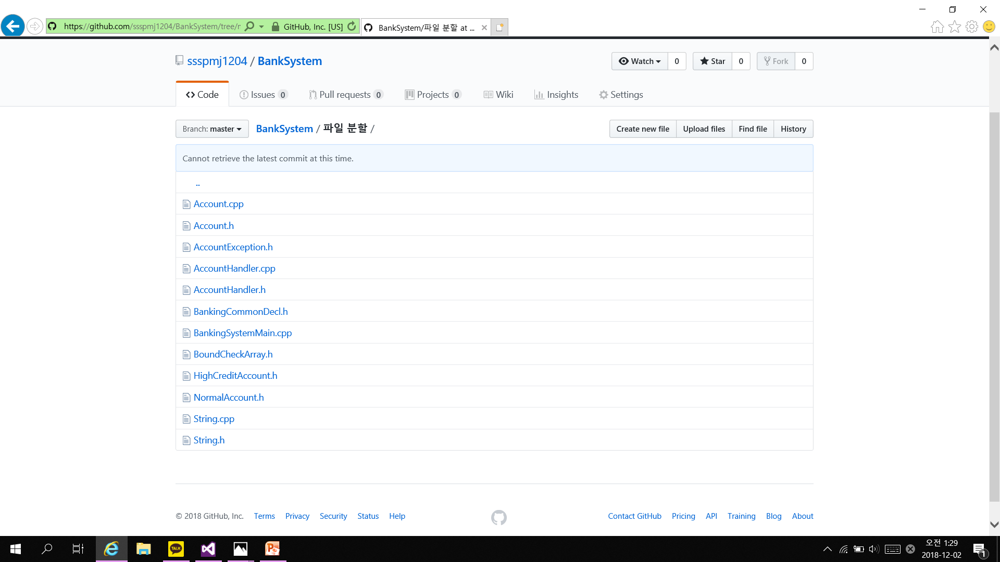 https://github.com/ssspmj1204/BankSystem/tree/r
GitHub, Inc. [US]
BankSystem/파일 분할 at ...
ssspmj1204 / BankSystem
Watch 0
Star 0
Fork 0
Code
Issues 0
Pull requests 0
Projects 0
Wiki
Insights
Settings
Branch: master
BankSystem / 파일 분할 /
Create new file
Upload files
Find file
History
Cannot retrieve the latest commit at this time.
..
Account.cpp
Account.h
AccountException.h
AccountHandler.cpp
AccountHandler.h
BankingCommonDecl.h
BankingSystemMain.cpp
BoundCheckArray.h
HighCreditAccount.h
NormalAccount.h
String.cpp
String.h
© 2018 GitHub, Inc.
Terms
Privacy
Security
Status
Help
Contact GitHub
Pricing
API
Training
Blog
About
TALK
오전 1:29
2018-12-02
1